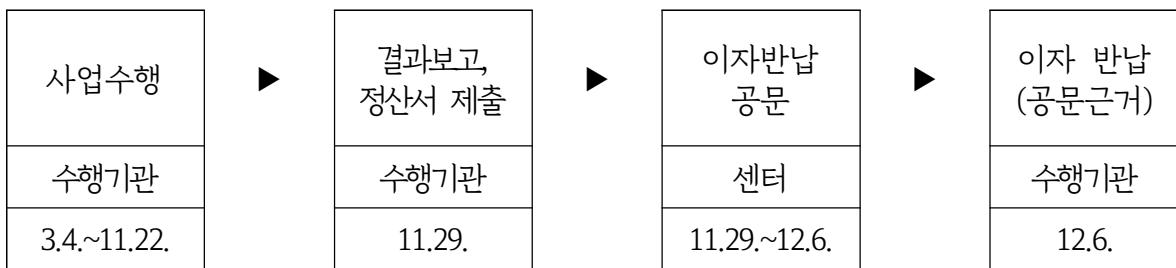 사업수행
▶
결과보고,
정산서 제출
▶
이자반납
공문
▶
이자 반납
(공문근거)
수행기관
수행기관
센터
수행기관
3.4.~11.22.
11.29.
11.29.~12.6.
12.6.